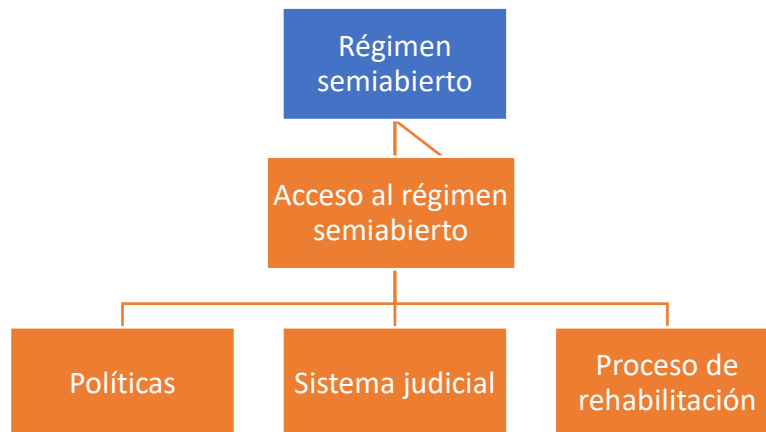 Régimen
semiabierto
Acceso al régimen
semiabierto
Políticas
Sistema judicial
Proceso de
rehabilitación